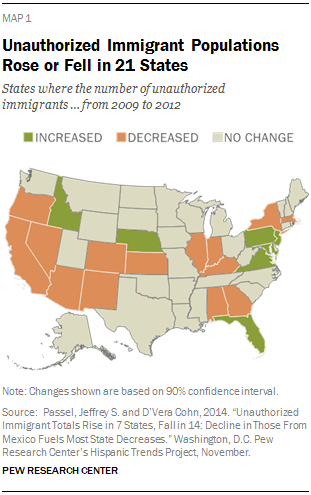 MAP 1
Unauthorized Immigrant Populations
Rose or Fell in 21 States
States where the number of unauthorized
immigrants ... from 2009 to 2012
INCREASED DECREASED NO CHANGE
Note: Changes shown are based on 90% confidence interval.
Source: Passel, Jeffrey S. and D’Vera Cohn, 2014. “Unauthorized
Immigrant Totals Rise in 7 States, Fall in 14: Decline in Those From
Mexico Fuels Most State Decreases.” Washington, D.C. Pew
Research Center’s Hispanic Trends Project, November.
PEW RESEARCH CENTER